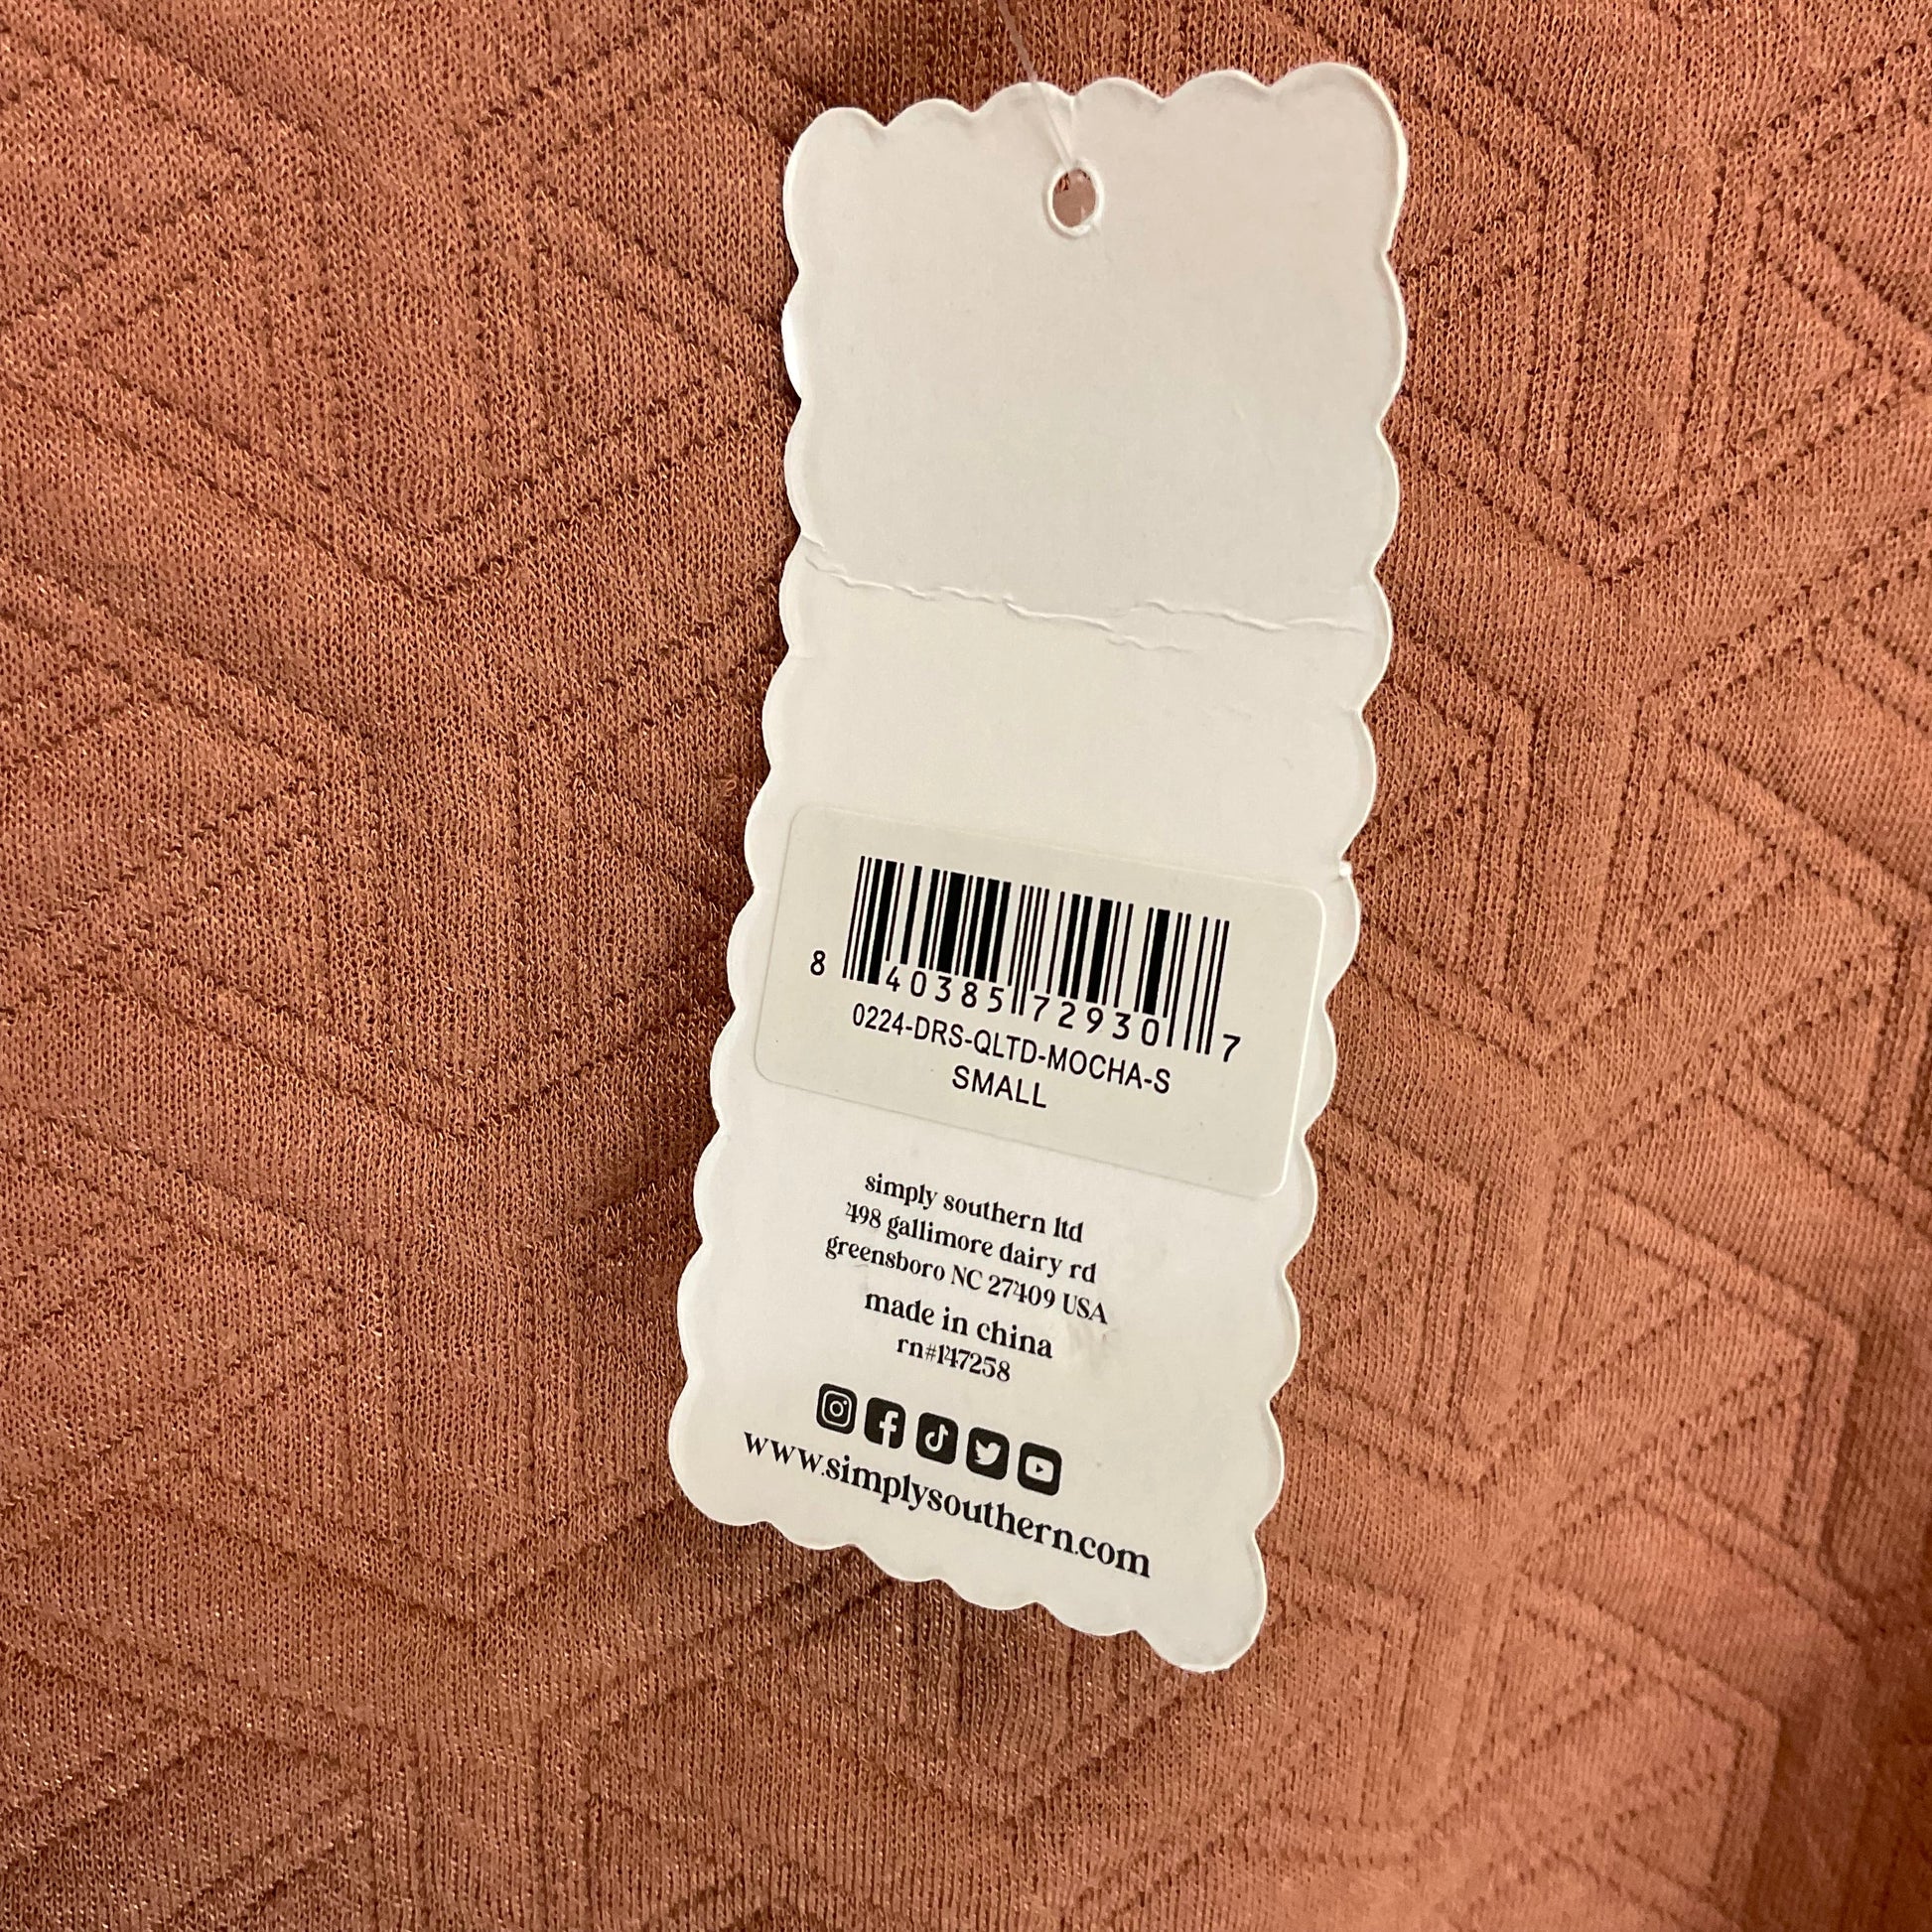 8 40385 72930 7
0224-DRS-QLTD-MOCHA-S
SMALL
simply southern ltd
498 gallimore dairy rd
greensboro NC 27409 USA
made in china
rn#147258
www.simplysouthern.com